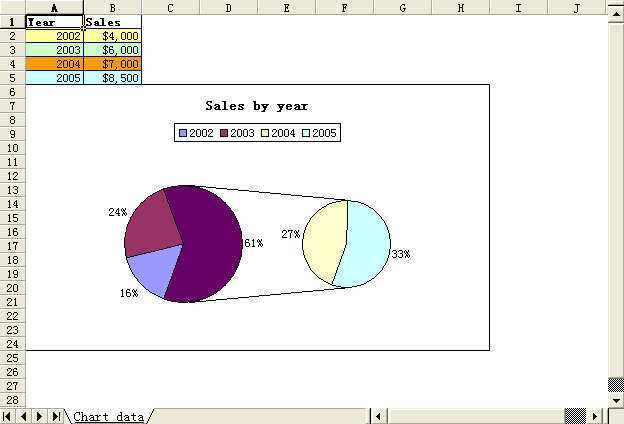 A B C D E F G H I J
1 Year Sales
2 2002 $4,000
3 2003 $6,000
4 2004 $7,000
5 2005 $8,500
6
7 Sales by year
8
9 2002 2003 2004 2005
10
11
12
13
14
15 24%
16 27%
17 61% 33%
18
19
20 16%
21
22
23
24
25
26
27
28
Chart data